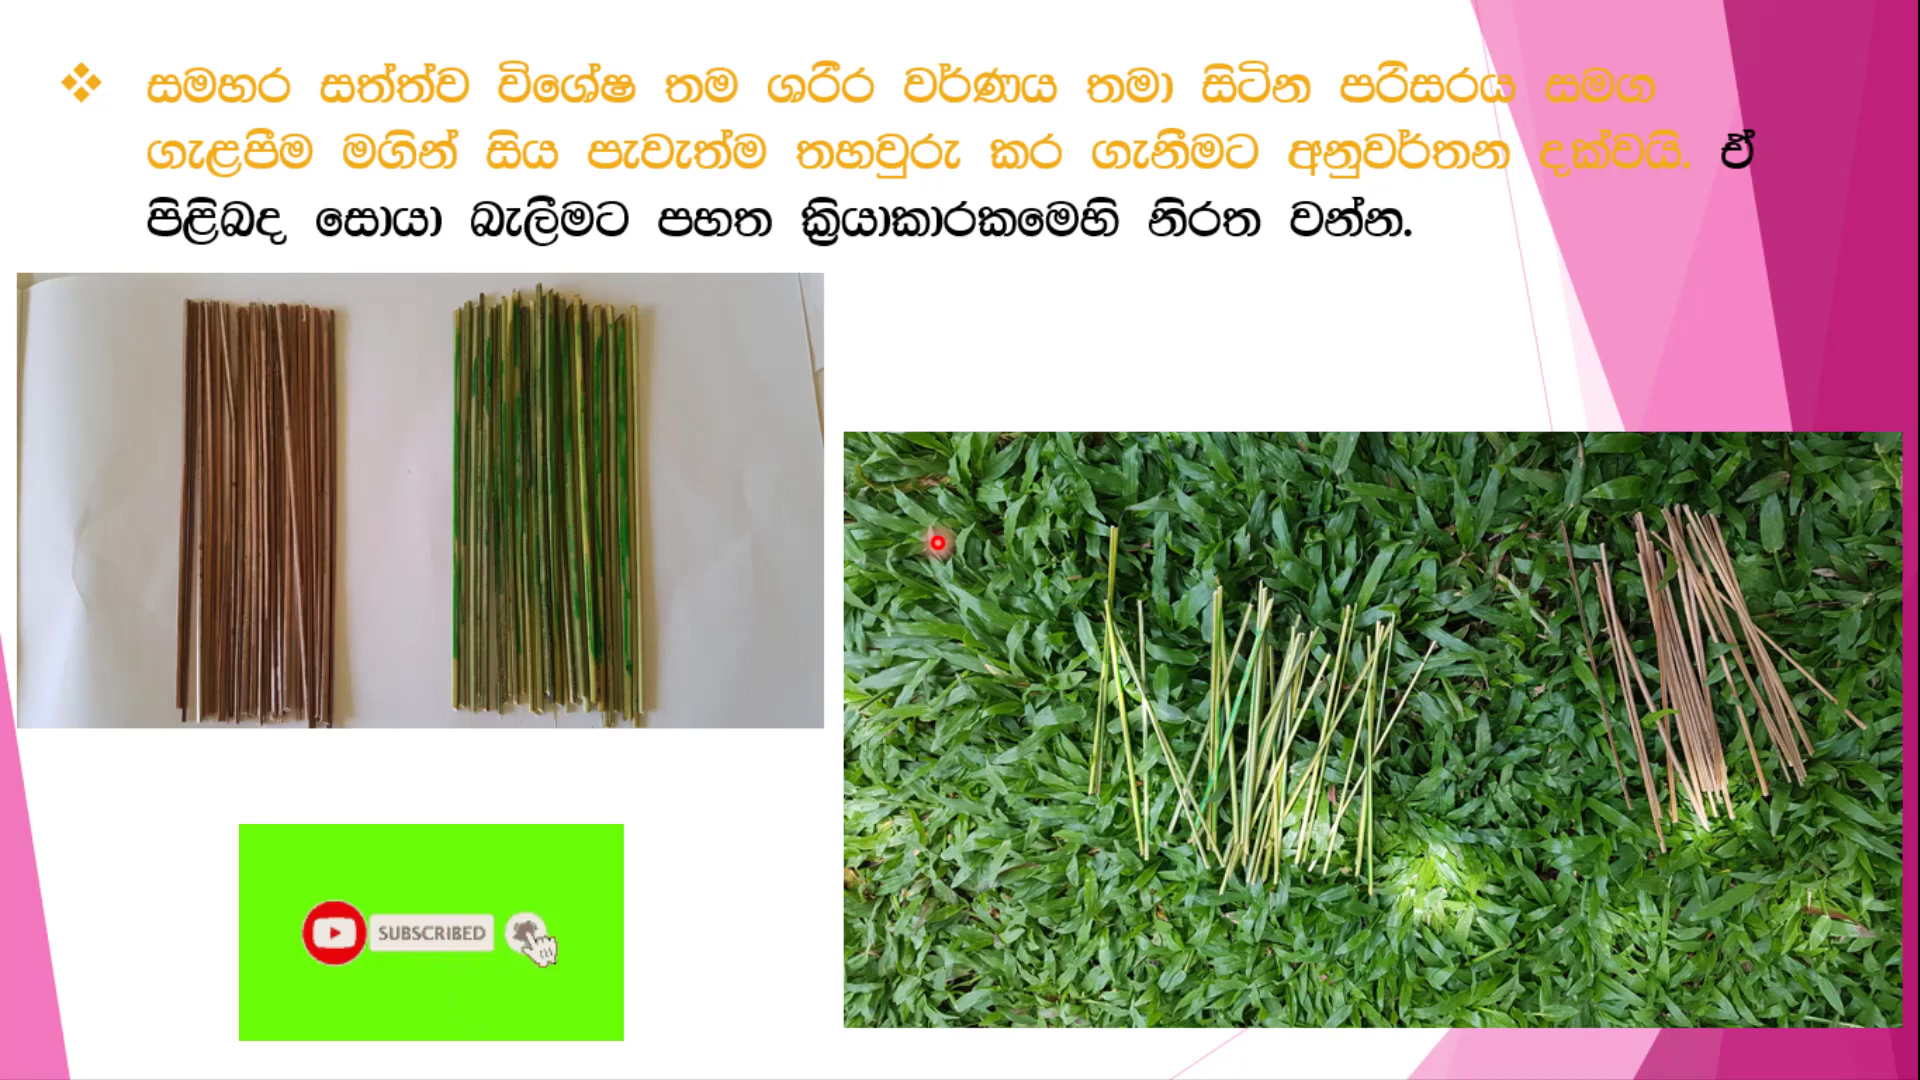 සමහර සත්ත්ව විශේෂ තම ශරීර වර්ණය තමා සිටින පරිසරය සමග
ගැළපීම මගින් සිය පැවැත්ම තහවුරු කර ගැනීමට අනුවර්තන දක්වයි. ඒ
පිළිබද සොයා බැලීමට පහත ක්‍රියාකාරකමෙහි නිරත වන්න.
SUBSCRIBED